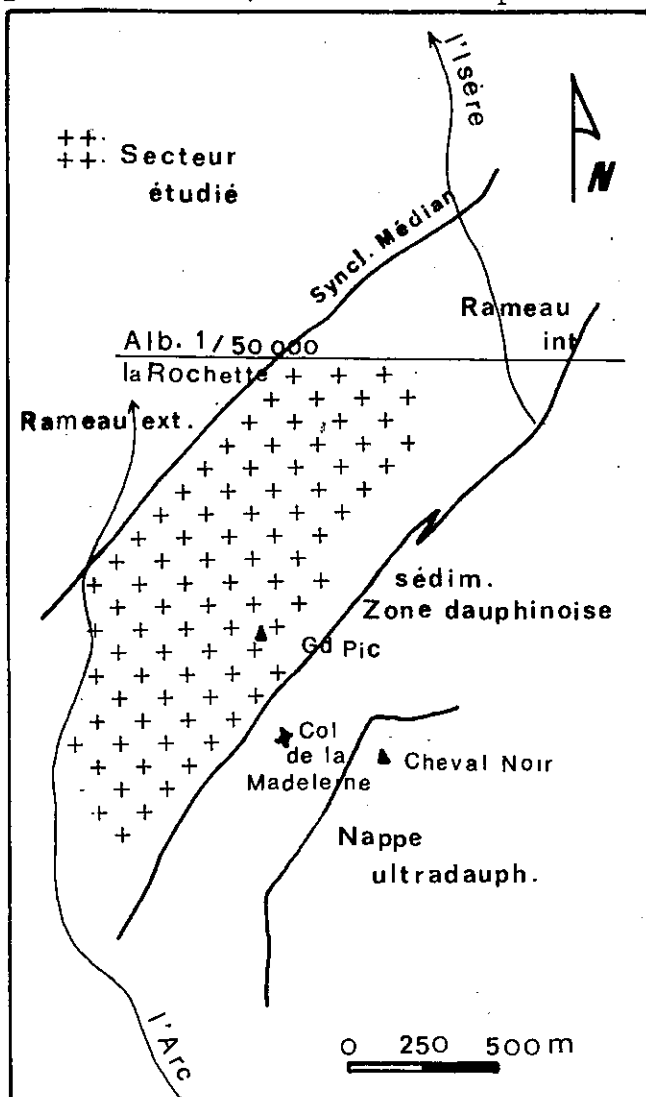 l'Isère
++ Secteur
++ étudié
N
Syncl. Médian
Rameau
int
Alb. 1/50 000
la Rochette
Rameau ext.
sédim.
Zone dauphinoise
Gd Pic
Col
de la
Madeleine
Cheval Noir
Nappe
ultradauph.
l'Arc
0 250 500 m